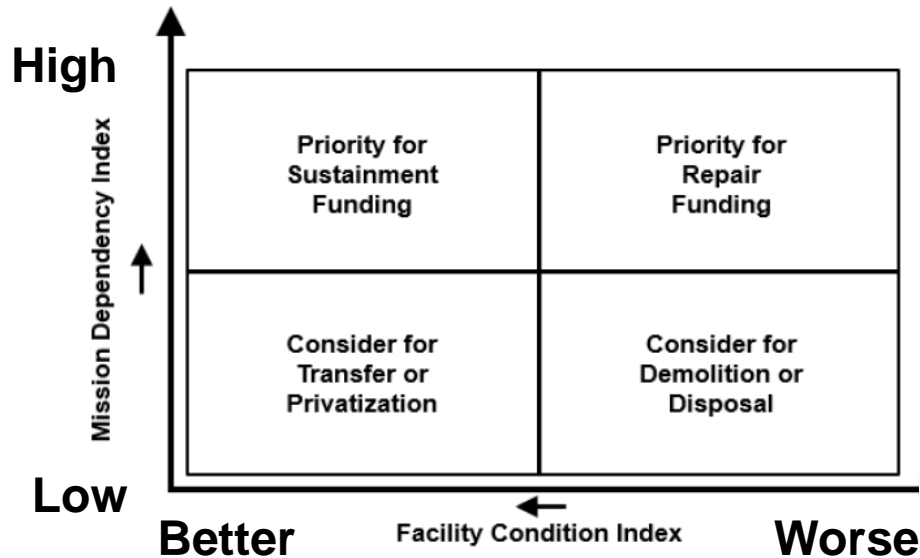 High
Mission Dependency Index
Priority for
Sustainment
Funding
Priority for
Repair
Funding
Consider for
Transfer or
Privatization
Consider for
Demolition or
Disposal
Low
Better
Facility Condition Index
Worse